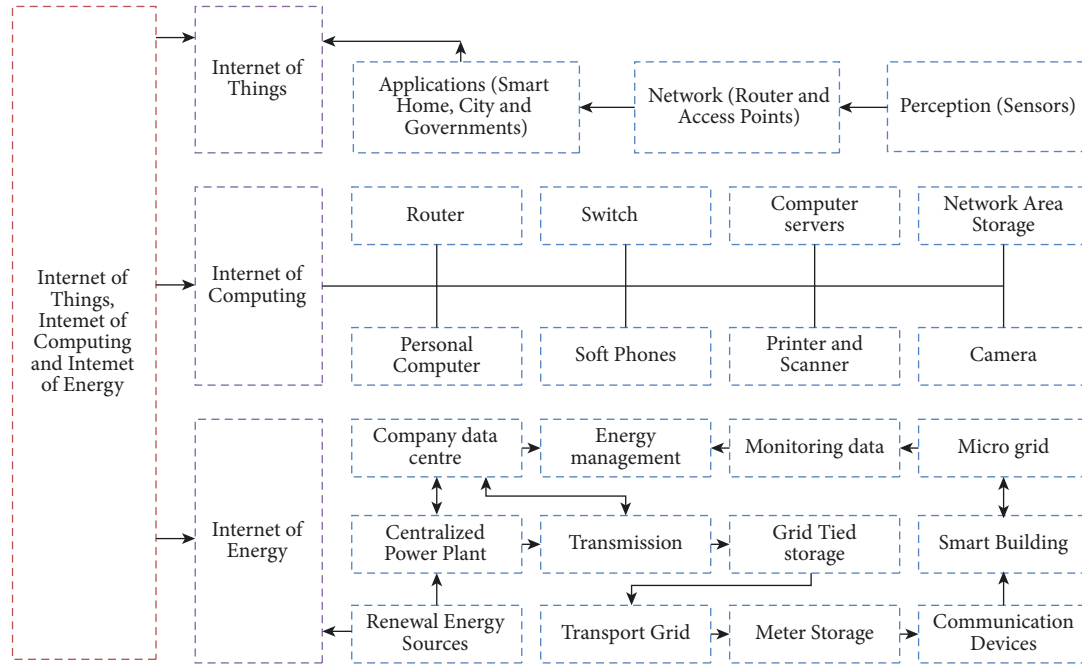 Internet of
Things,
Intemet of
Computing
and Intemet
of Energy
Internet of
Things
Applications (Smart
Home, City and
Governments)
Network (Router and
Access Points)
Perception (Sensors)
Internet of
Computing
Router
Switch
Computer
servers
Network Area
Storage
Personal
Computer
Soft Phones
Printer and
Scanner
Camera
Internet of
Energy
Company data
centre
Energy
management
Monitoring data
Micro grid
Centralized
Power Plant
Transmission
Grid Tied
storage
Smart Building
Renewal Energy
Sources
Transport Grid
Meter Storage
Communication
Devices